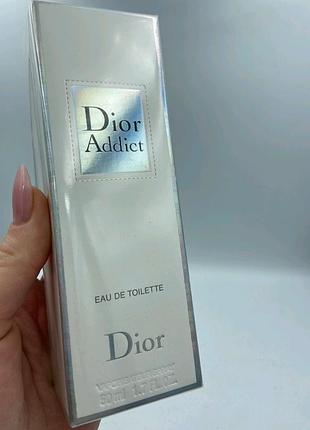 Dior
Addict
EAU DE TOILETTE
Dior
50ml 1.7 FL.OZ.